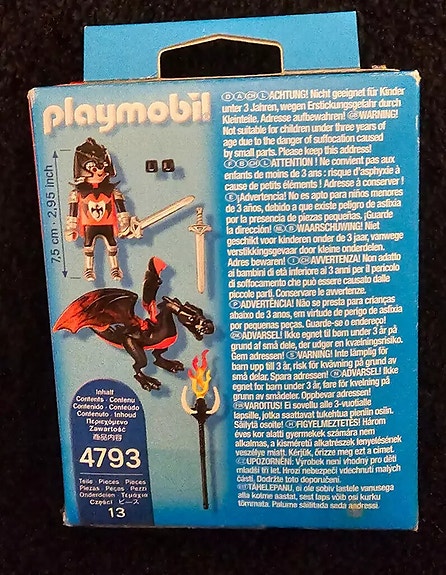 playmobil
7,5 cm - 2,95 inch
Inhalt
Contents · Contenu
Contenido · Conteúdo
Contenuto · Inhoud
Περιεχόμενο
Zawartość
商品内容
4793
Teile · Pieces · Pièces
Piezas · Peças · Pezzi
Onderdelen · Τεμάχια
Części · ピース
13
D A CH L ACHTUNG! Nicht geeignet für Kinder
unter 3 Jahren, wegen Erstickungsgefahr durch
Kleinteile. Adresse aufbewahren! GB WARNING!
Not suitable for children under three years of
age due to the danger of suffocation caused
by small parts. Please keep this address!
F B CH L ATTENTION ! Ne convient pas aux
enfants de moins de 3 ans : risque d'asphyxie à
cause de petits éléments ! Adresse à conserver !
E ¡Advertencia! No es apto para niños menores
de 3 años, debido a que existe peligro de asfixia
por la presencia de piezas pequeñas. ¡Guarde
la dirección! NL B WAARSCHUWING! Niet
geschikt voor kinderen onder de 3 jaar, vanwege
verstikkingsgevaar door kleine onderdelen.
Adres bewaren! I CH AVVERTENZA! Non adatto
ai bambini di età inferiore ai 3 anni per il pericolo
di soffocamento che può essere causato dalle
piccole parti. Conservare le avvertenze.
P ADVERTÊNCIA! Não se presta para crianças
abaixo de 3 anos, em virtude de perigo de asfixia
por pequenas peças. Guarde-se o endereço!
DK ADVARSEL! Ikke egnet til børn under 3 år på
grund af små dele, der udgør en kvælningsrisiko.
Gem adressen! S VARNING! Inte lämplig för
barn upp till 3 år, risk för kvävning på grund av
små delar. Spara adressen! N ADVARSEL! Ikke
egnet for barn under 3 år, fare for kvelning på
grunn av smådeler. Oppbevar adressen!
FIN VAROITUS! Ei sovellu alle 3-vuotiaille
lapsille, jotka saattavat tukehtua pieniin osiin.
Säilytä osoite! H FIGYELMEZTETÉS! Három
éves kor alatti gyermekek számára nem
alkalmas, a kisméretű alkatrészek lenyelésének
veszélye miatt. Kérjük, őrizze meg ezt a címet.
CZ UPOZORNĚNÍ: Výrobek není vhodný pro děti
mladší tří let. Hrozí nebezpečí vdechnutí malých
částí. Dodržte toto doporučení.
EST TÄHELEPANU, ei ole sobiv lastele vanusega
alla kolme aastat, sest laps võib osi kurku
tõmmata. Palume säilitada seda aadressi.